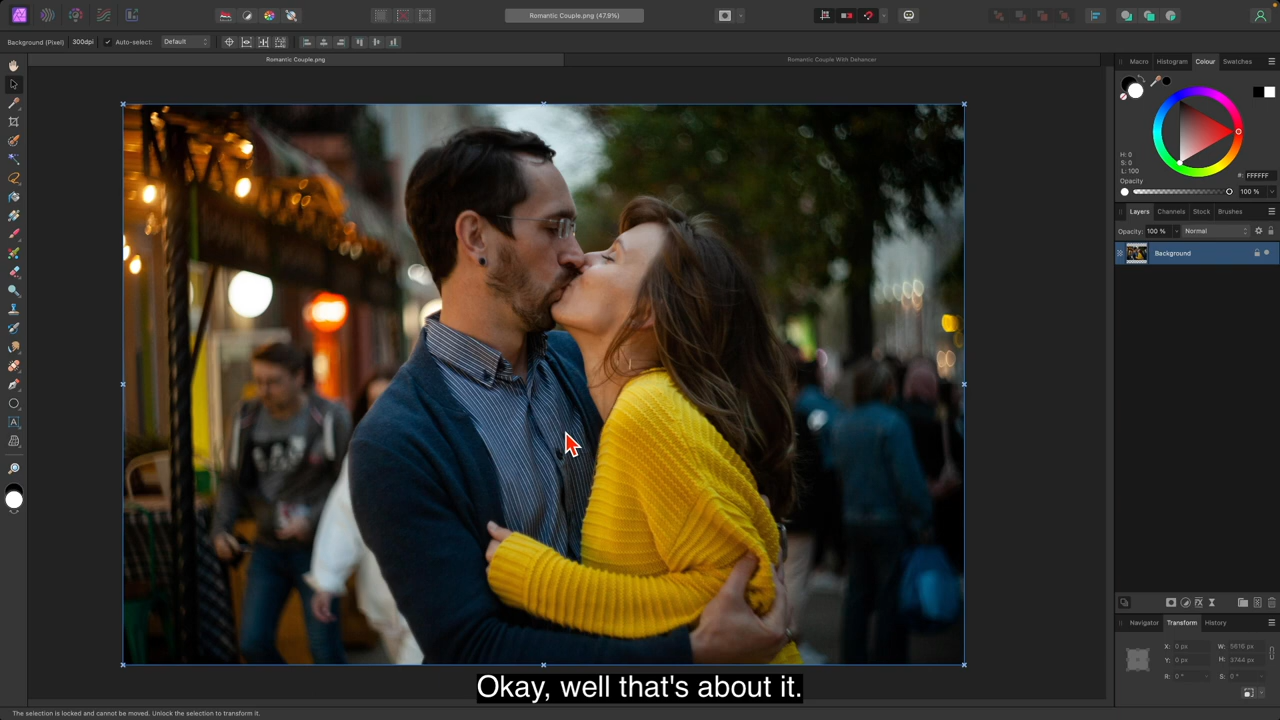 Romantic Couple.png (47.9%)
Background (Pixel)
300dpi
Auto-select:
Default
Romantic Couple.png
Romantic Couple With Dehancer
Macro
Histogram
Colour
Swatches
H: 0
S: 0
L: 100
#: FFFFFF
Opacity
100 %
Layers
Channels
Stock
Brushes
Opacity: 100 %
Normal
Background
Navigator
Transform
History
X: 0 px
W: 5616 px
Y: 0 px
H: 3744 px
R: 0 °
S: 0 °
Okay, well that's about it.
The selection is locked and cannot be moved. Unlock the selection to transform it.